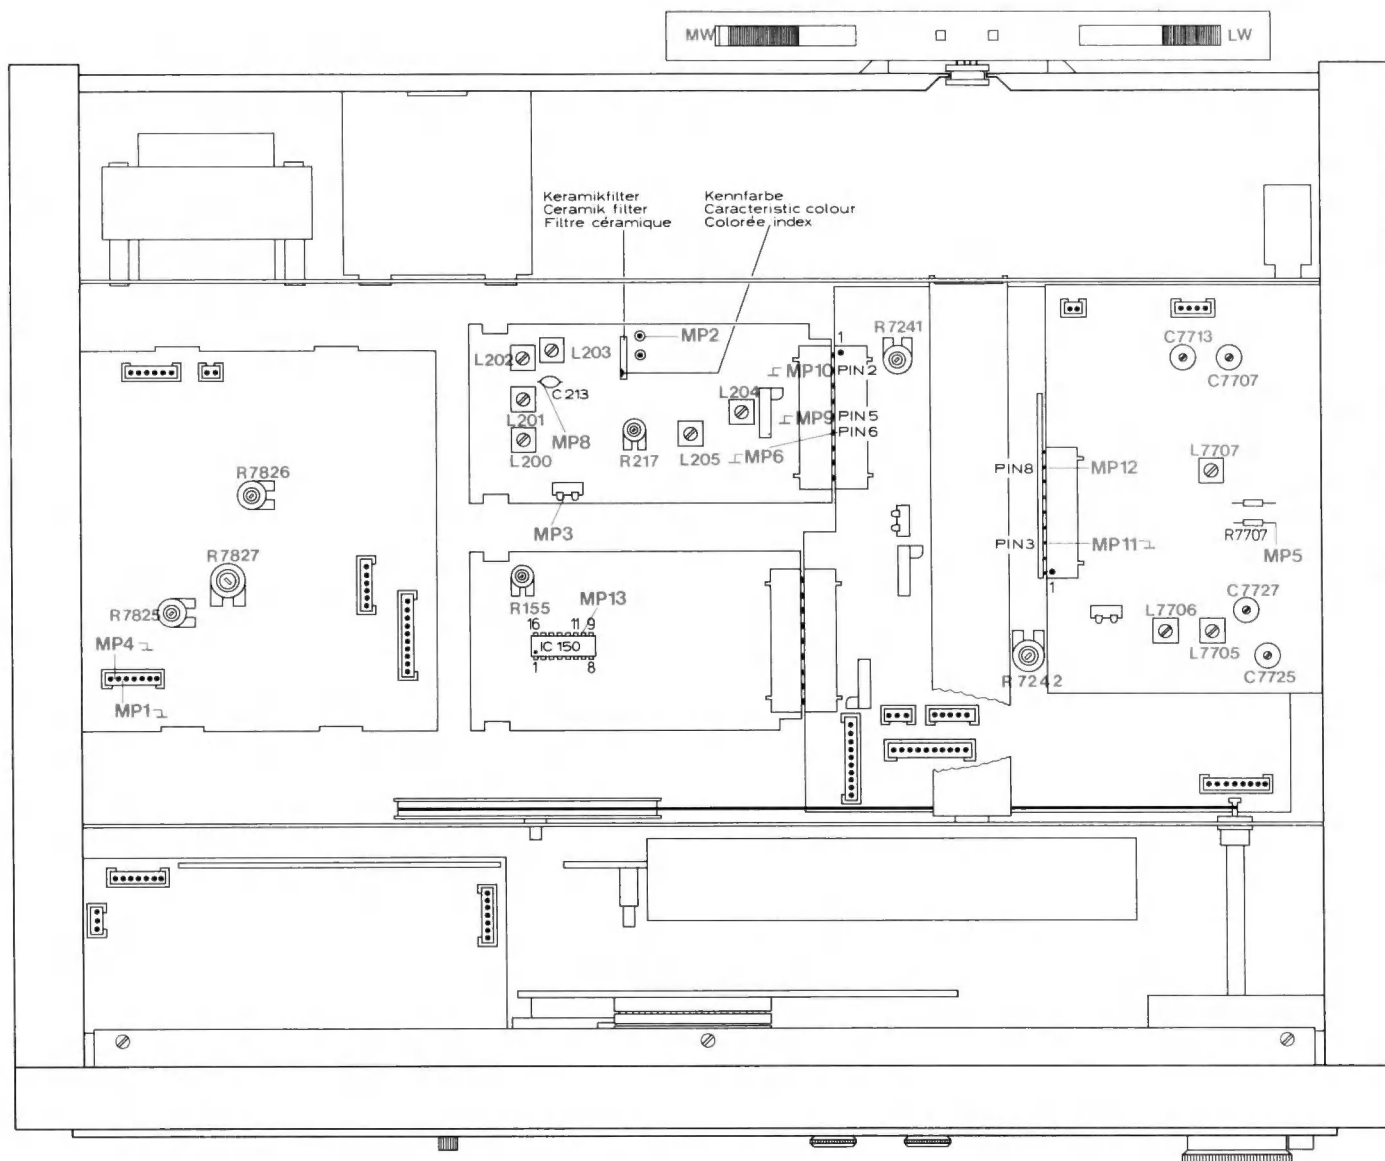 MW
LW
Keramikfilter
Ceramik filter
Filtre céramique
Kennfarbe
Caracteristic colour
Colorée index
MP2
R7241
1
C7713
C7707
L202
L203
MP10
PIN2
C213
L204
L201
MP9
PIN5
PIN6
MP8
L200
R217
L205
MP6
L7707
PIN8
MP12
R7826
MP3
R7707
MP5
PIN3
MP11
R7827
1
R155
MP13
C7727
R7825
16
11
9
L7706
MP4
IC 150
L7705
1
8
R7242
C7725
MP1